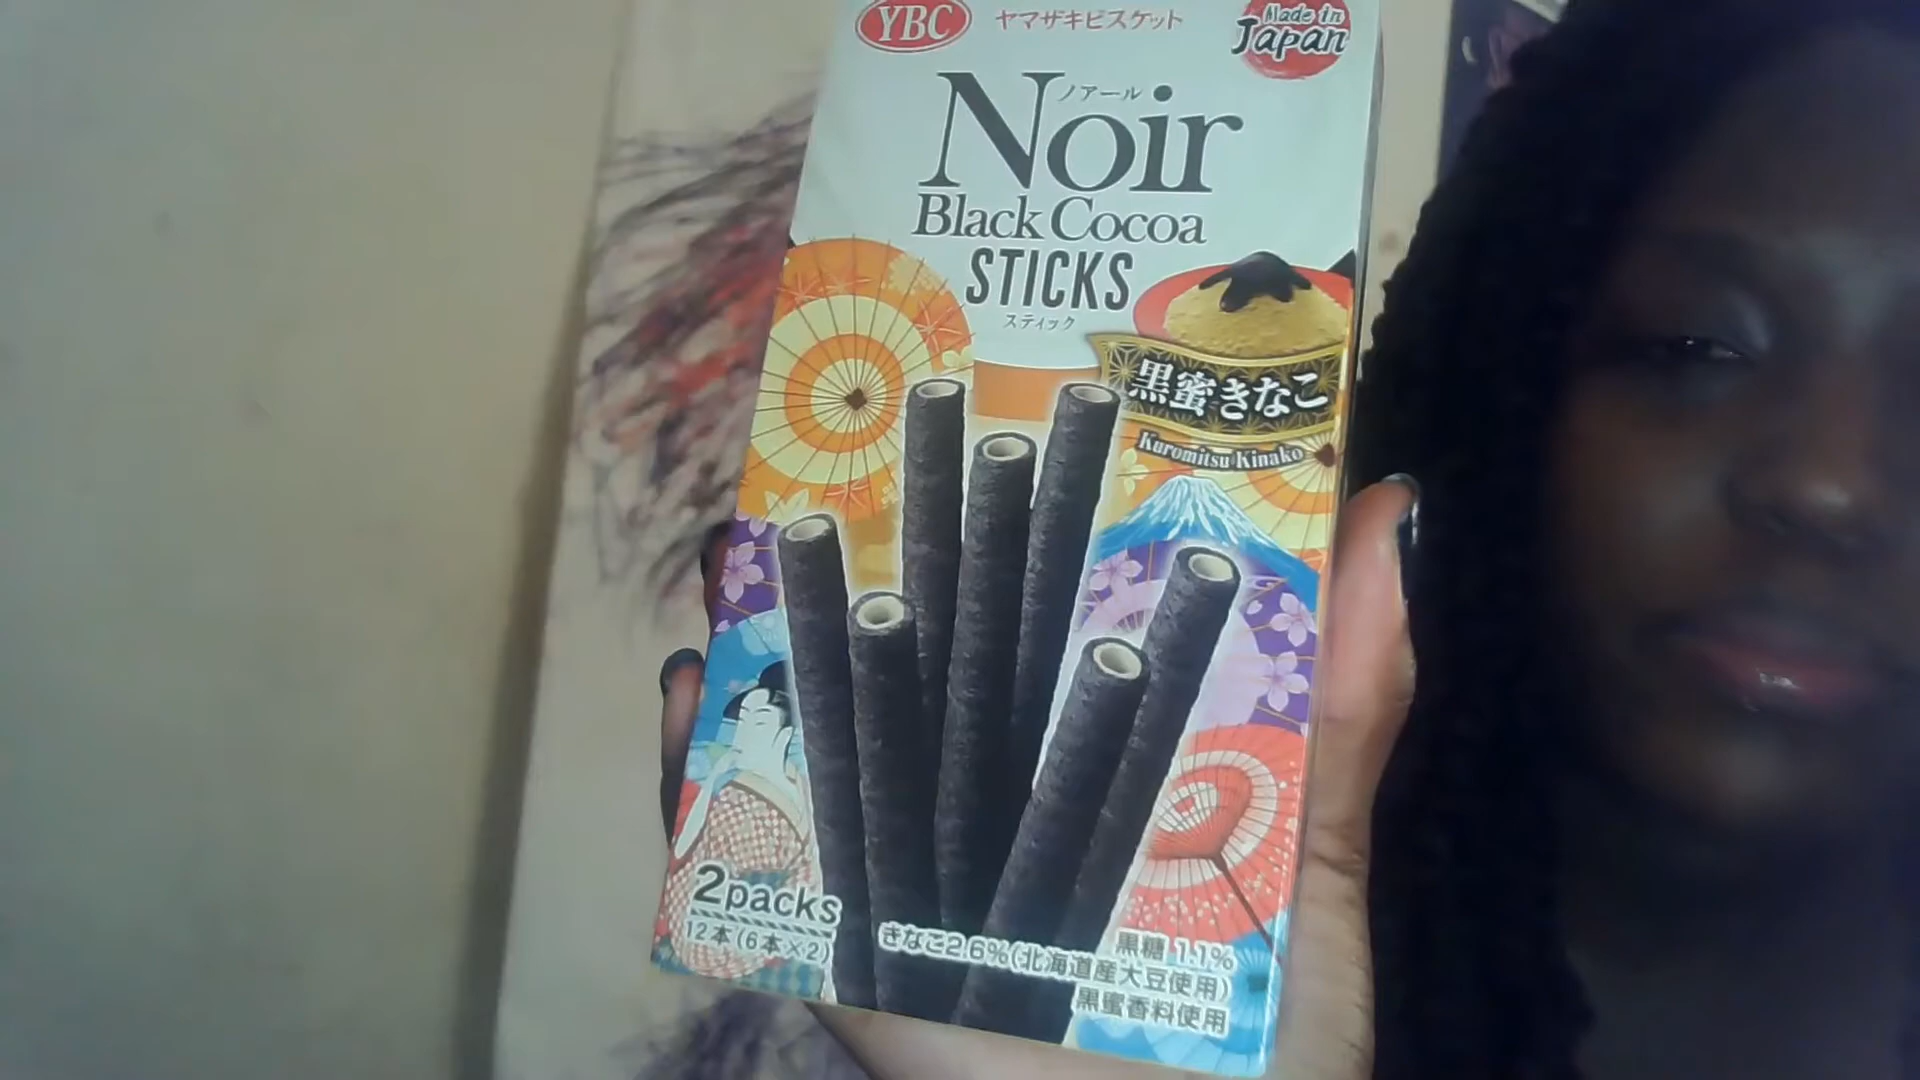 YBC
ヤマザキビスケット
Made in
Japan
ノアール
Noir
Black Cocoa
STICKS
スティック
黒蜜きなこ
Kuromitsu Kinako
2packs
12本(6本×2)
黒糖 1.1%
きなこ2.6%(北海道産大豆使用)
黒蜜香料使用